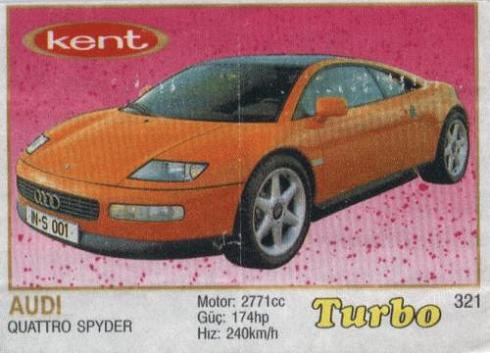 kent
IN-S 001
AUDI
QUATTRO SPYDER
Motor: 2771cc
Güç: 174hp
Hız: 240km/h
Turbo
321